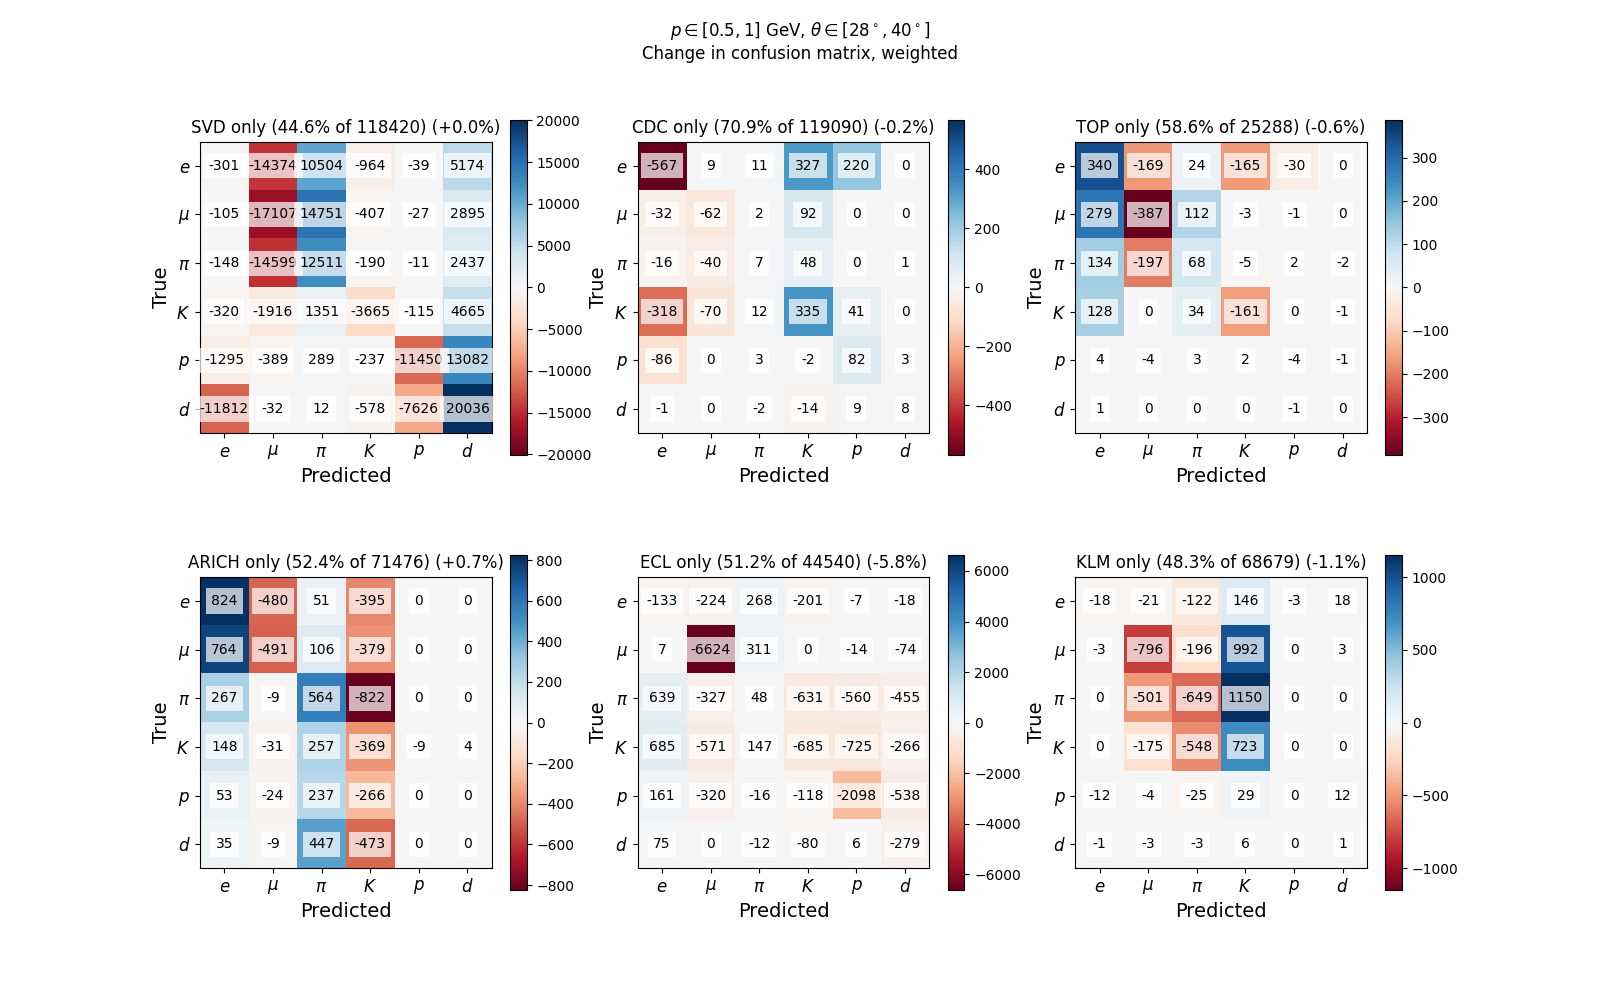 p ∈ [0.5, 1] GeV, θ ∈ [28°, 40°]
Change in confusion matrix, weighted
SVD only (44.6% of 118420) (+0.0%)
True
e -301 -14374 10504 -964 -39 5174
μ -105 -17107 14751 -407 -27 2895
π -148 -14599 12511 -190 -11 2437
K -320 -1916 1351 -3665 -115 4665
p -1295 -389 289 -237 -11450 13082
d -11812 -32 12 -578 -7626 20036
e μ π K p d
Predicted
20000
15000
10000
5000
0
−5000
−10000
−15000
−20000
CDC only (70.9% of 119090) (-0.2%)
True
e -567 9 11 327 220 0
μ -32 -62 2 92 0 0
π -16 -40 7 48 0 1
K -318 -70 12 335 41 0
p -86 0 3 -2 82 3
d -1 0 -2 -14 9 8
e μ π K p d
Predicted
400
200
0
−200
−400
TOP only (58.6% of 25288) (-0.6%)
True
e 340 -169 24 -165 -30 0
μ 279 -387 112 -3 -1 0
π 134 -197 68 -5 2 -2
K 128 0 34 -161 0 -1
p 4 -4 3 2 -4 -1
d 1 0 0 0 -1 0
e μ π K p d
Predicted
300
200
100
0
−100
−200
−300
ARICH only (52.4% of 71476) (+0.7%)
True
e 824 -480 51 -395 0 0
μ 764 -491 106 -379 0 0
π 267 -9 564 -822 0 0
K 148 -31 257 -369 -9 4
p 53 -24 237 -266 0 0
d 35 -9 447 -473 0 0
e μ π K p d
Predicted
800
600
400
200
0
−200
−400
−600
−800
ECL only (51.2% of 44540) (-5.8%)
True
e -133 -224 268 -201 -7 -18
μ 7 -6624 311 0 -14 -74
π 639 -327 48 -631 -560 -455
K 685 -571 147 -685 -725 -266
p 161 -320 -16 -118 -2098 -538
d 75 0 -12 -80 6 -279
e μ π K p d
Predicted
6000
4000
2000
0
−2000
−4000
−6000
KLM only (48.3% of 68679) (-1.1%)
True
e -18 -21 -122 146 -3 18
μ -3 -796 -196 992 0 3
π 0 -501 -649 1150 0 0
K 0 -175 -548 723 0 0
p -12 -4 -25 29 0 12
d -1 -3 -3 6 0 1
e μ π K p d
Predicted
1000
500
0
−500
−1000